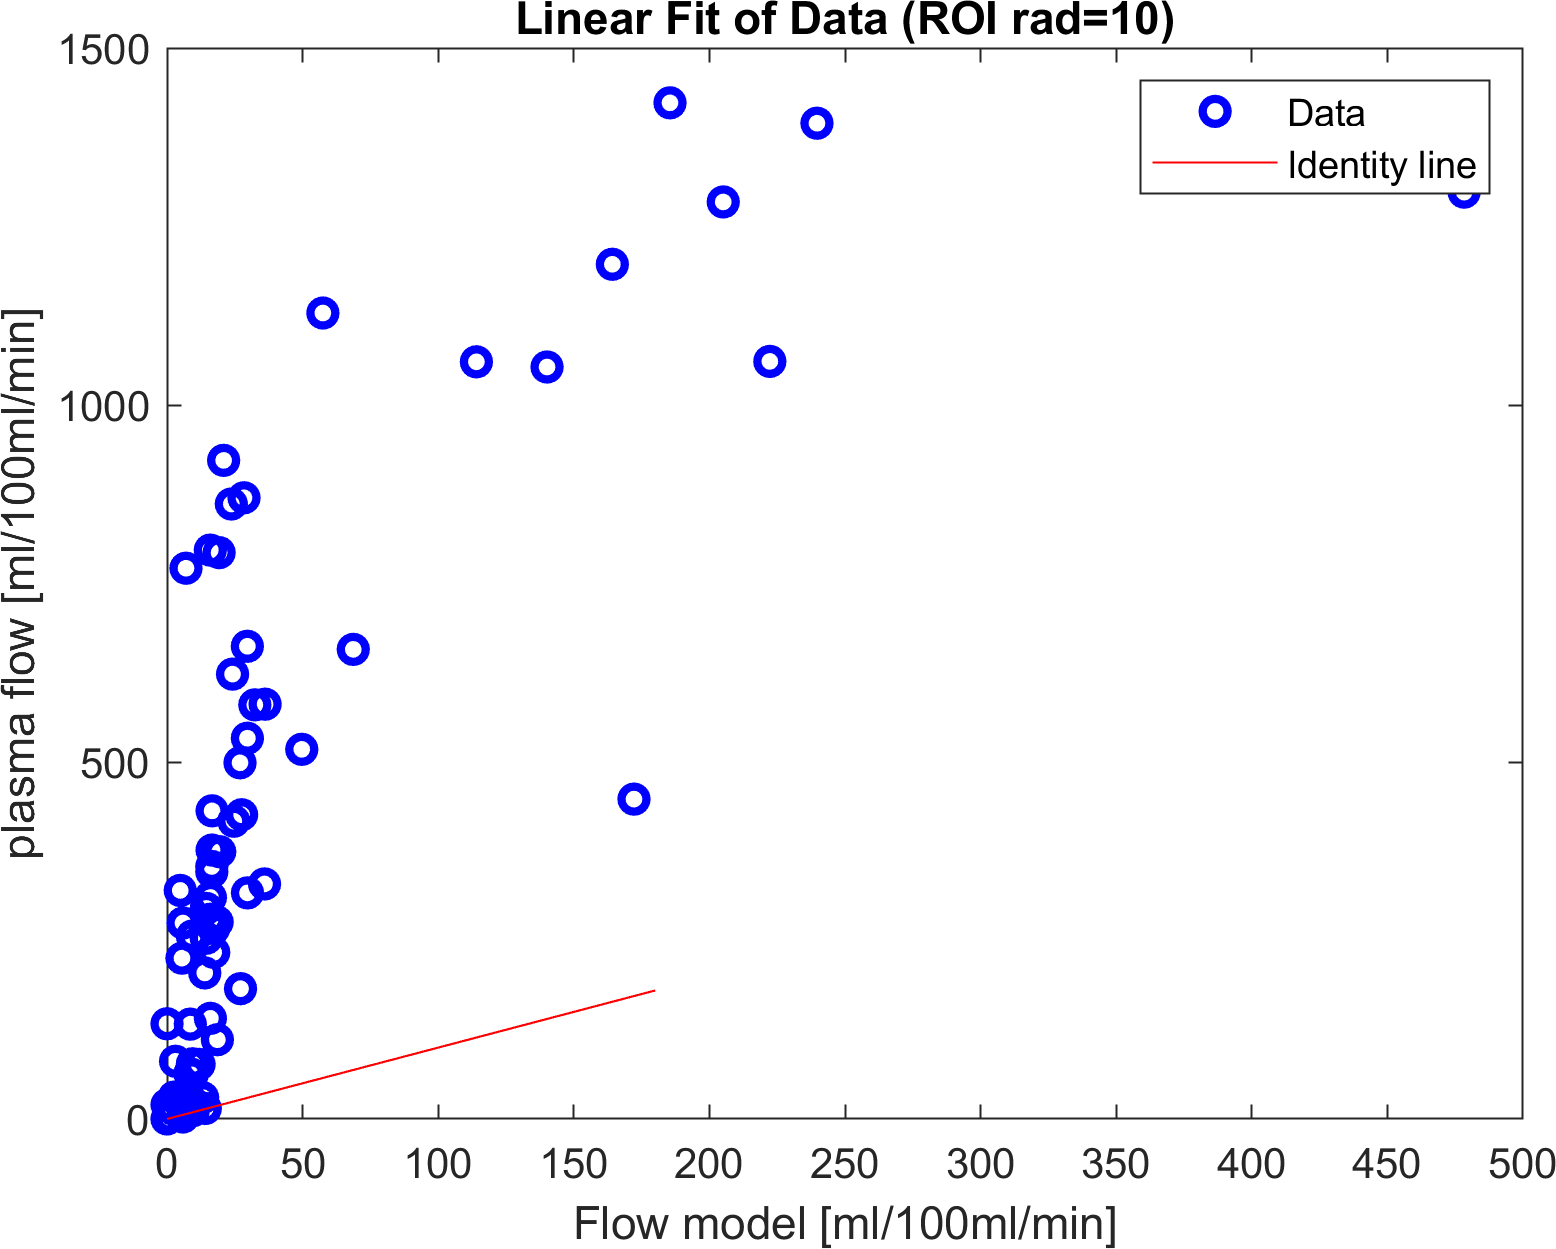 Linear Fit of Data (ROI rad=10)
1500
1000
500
0
plasma flow [ml/100ml/min]
Data
Identity line
0 50 100 150 200 250 300 350 400 450 500
Flow model [ml/100ml/min]